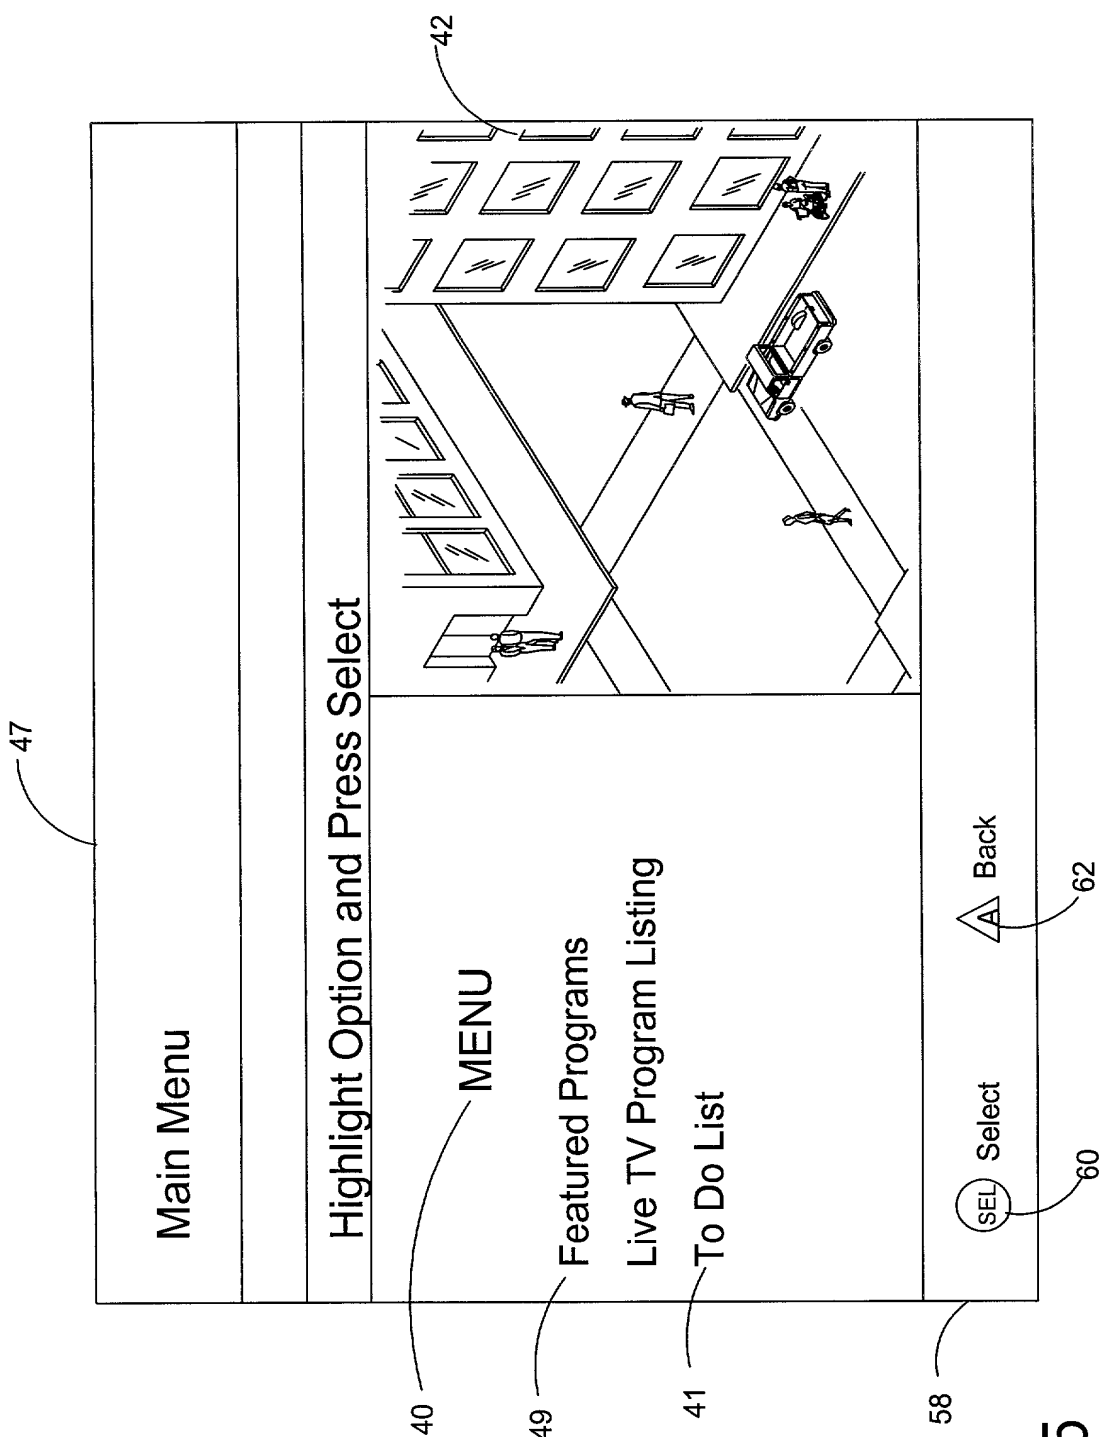 47
Main Menu
Highlight Option and Press Select
42
40
MENU
49
Featured Programs
Live TV Program Listing
41
To Do List
58
SEL Select
A Back
60
62
5